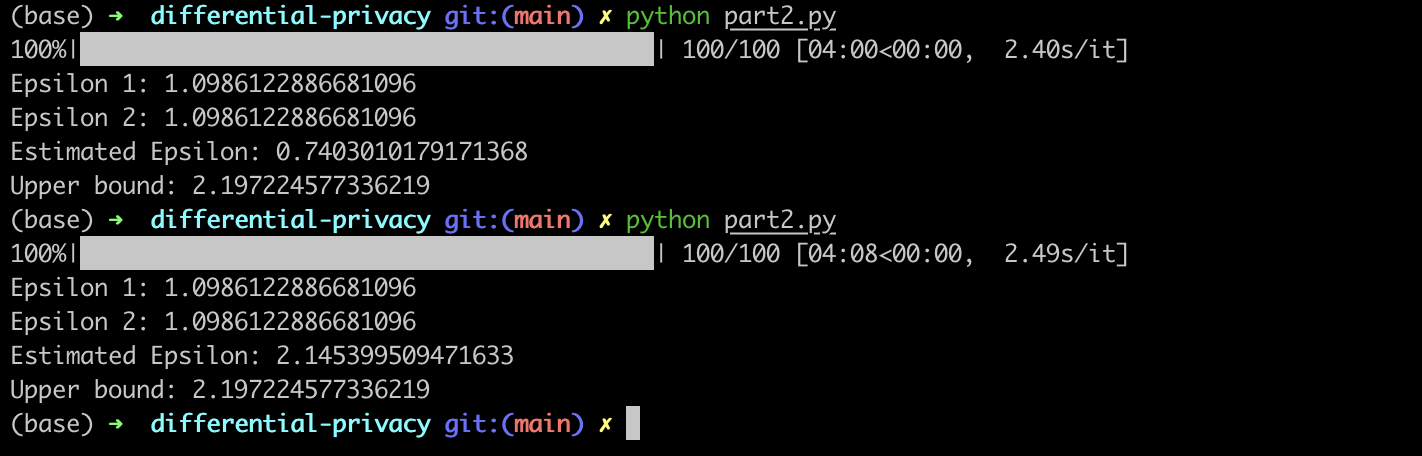 (base) ➜  differential-privacy git:(main) ✗ python part2.py
100%|██████████| 100/100 [04:00<00:00,  2.40s/it]
Epsilon 1: 1.0986122886681096
Epsilon 2: 1.0986122886681096
Estimated Epsilon: 0.7403010179171368
Upper bound: 2.197224577336219
(base) ➜  differential-privacy git:(main) ✗ python part2.py
100%|██████████| 100/100 [04:08<00:00,  2.49s/it]
Epsilon 1: 1.0986122886681096
Epsilon 2: 1.0986122886681096
Estimated Epsilon: 2.145399509471633
Upper bound: 2.197224577336219
(base) ➜  differential-privacy git:(main) ✗